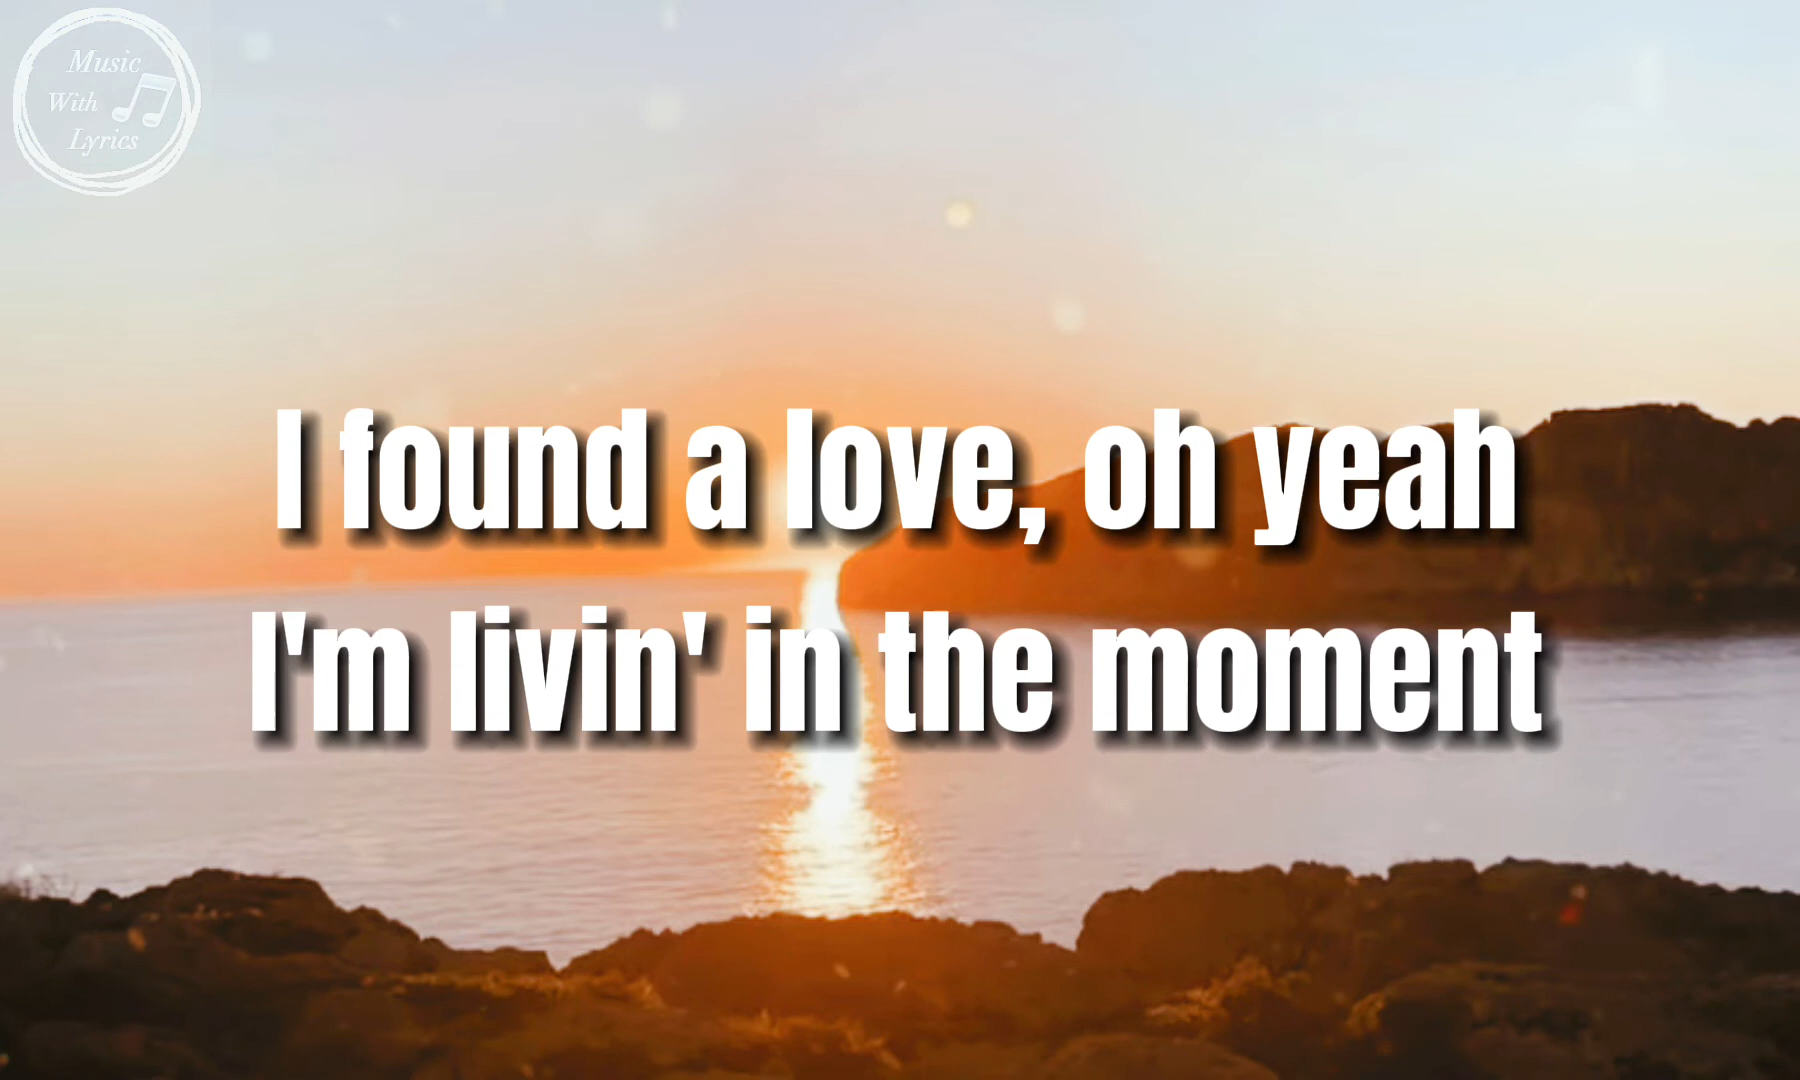 Music
With
Lyrics
I found a love, oh yeah
I'm livin' in the moment